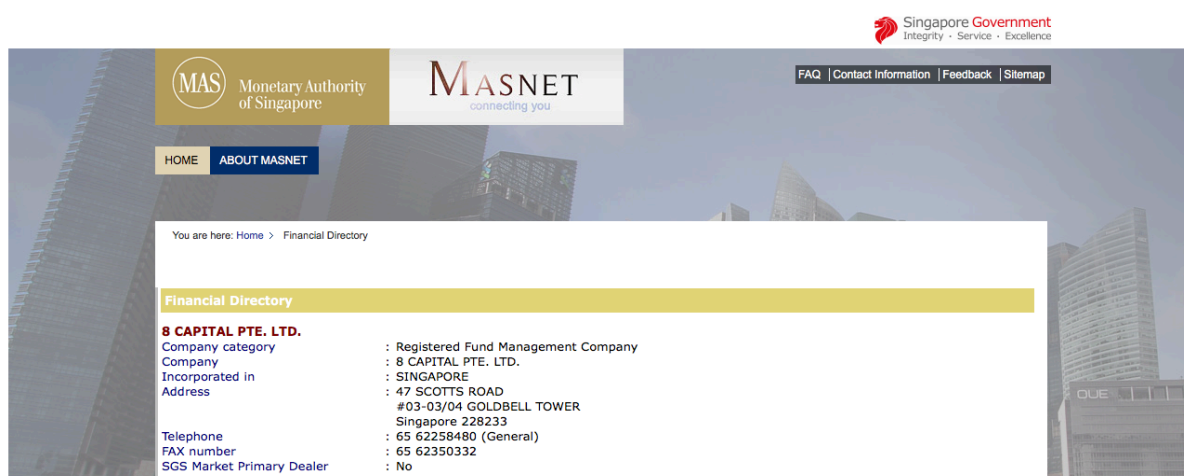 Singapore Government
Integrity · Service · Excellence
MAS Monetary Authority
of Singapore
MASNET
connecting you
FAQ | Contact Information | Feedback | Sitemap
HOME ABOUT MASNET
You are here: Home > Financial Directory
Financial Directory
8 CAPITAL PTE. LTD.
Company category : Registered Fund Management Company
Company : 8 CAPITAL PTE. LTD.
Incorporated in : SINGAPORE
Address : 47 SCOTTS ROAD
#03-03/04 GOLDBELL TOWER
Singapore 228233
Telephone : 65 62258480 (General)
FAX number : 65 62350332
SGS Market Primary Dealer : No
OUE